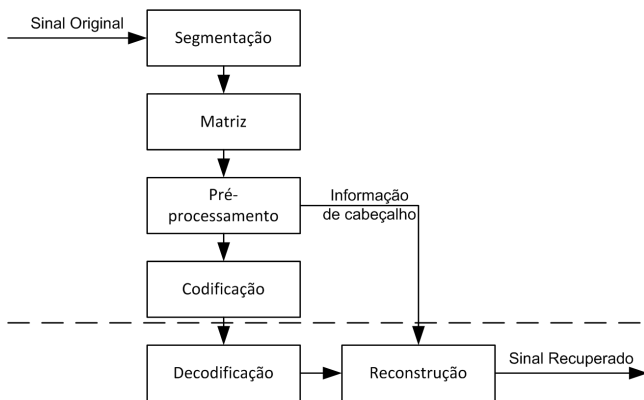 Sinal Original
Segmentação
Matriz
Pré-
processamento
Informação
de cabeçalho
Codificação
Decodificação
Reconstrução
Sinal Recuperado